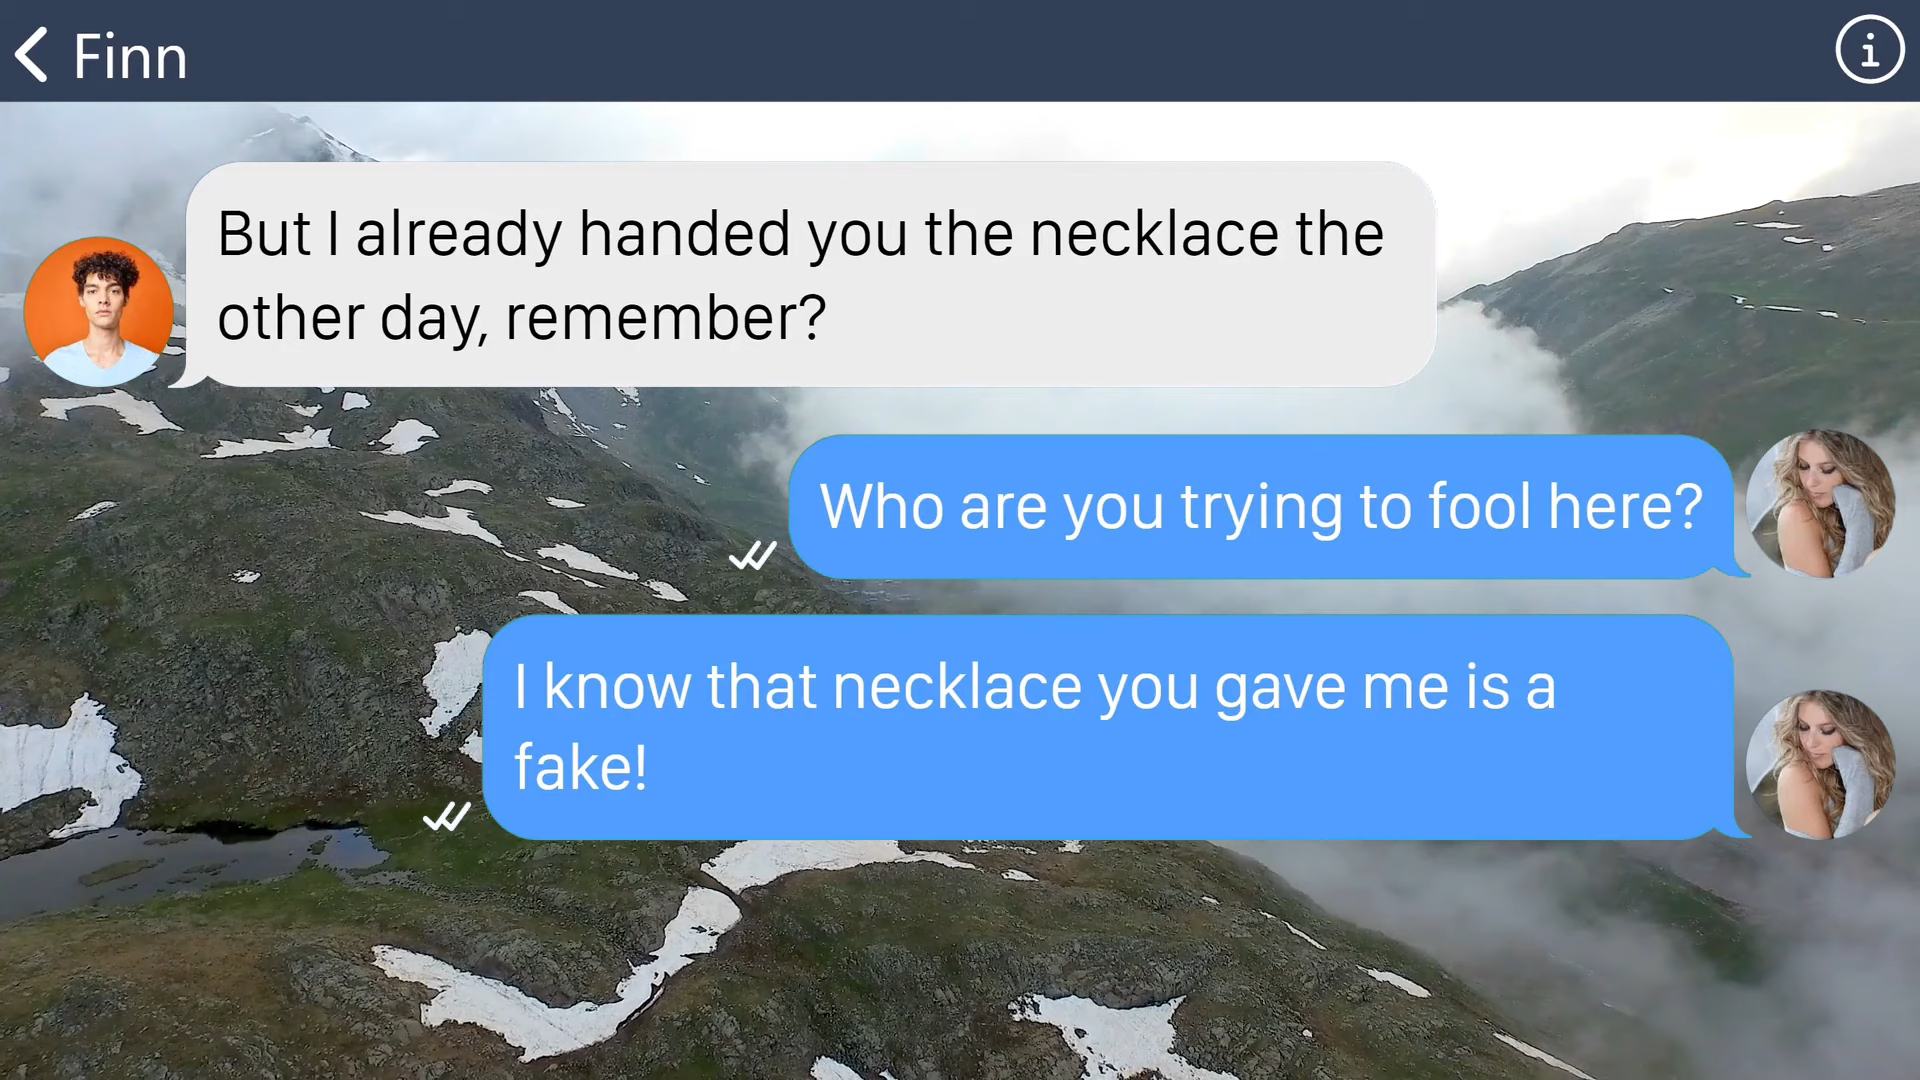 Finn
But I already handed you the necklace the
other day, remember?
Who are you trying to fool here?
I know that necklace you gave me is a
fake!